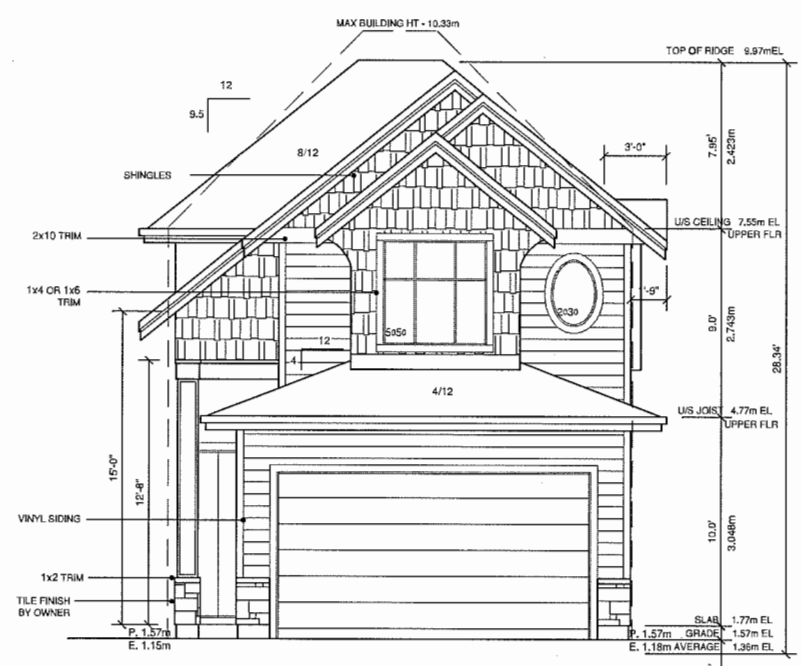 MAX BUILDING HT - 10.33m
TOP OF RIDGE 9.97mEL
12
9.5
8/12
3'-0"
7.95'
2.423m
SHINGLES
U/S CEILING 7.55m EL
UPPER FLR
2x10 TRIM
1x4 OR 1x6
TRIM
'-9"
2030
5050
12
4
9.0'
2.743m
28.34'
4/12
U/S JOIST 4.77m EL
UPPER FLR
15'-0"
12'-8"
VINYL SIDING
10.0'
3.048m
1x2 TRIM
TILE FINISH
BY OWNER
SLAB 1.77m EL
P. 1.57m
P. 1.57m GRADE 1.57m EL
E. 1.15m
E. 1.18m AVERAGE 1.36m EL